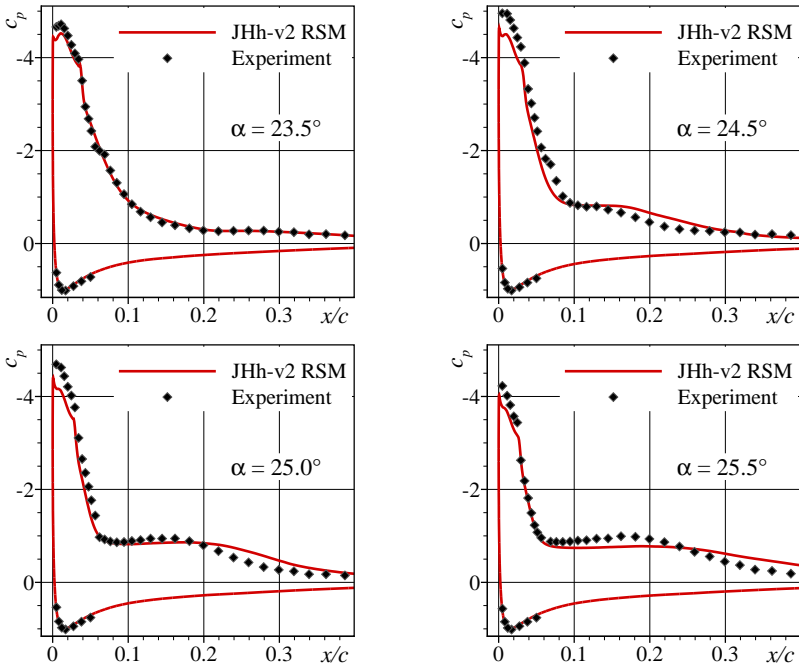 c_p
JHh-v2 RSM
Experiment
α = 23.5°
-4
-2
0
0 0.1 0.2 0.3 x/c
c_p
JHh-v2 RSM
Experiment
α = 24.5°
-4
-2
0
0 0.1 0.2 0.3 x/c
c_p
JHh-v2 RSM
Experiment
α = 25.0°
-4
-2
0
0 0.1 0.2 0.3 x/c
c_p
JHh-v2 RSM
Experiment
α = 25.5°
-4
-2
0
0 0.1 0.2 0.3 x/c